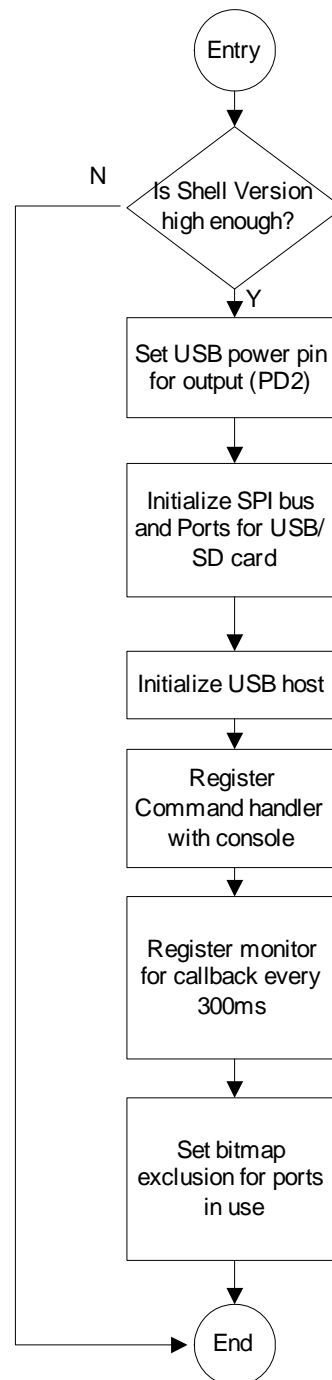 Entry
N
Is Shell Version
high enough?
Y
Set USB power pin
for output (PD2)
Initialize SPI bus
and Ports for USB/
SD card
Initialize USB host
Register
Command handler
with console
Register monitor
for callback every
300ms
Set bitmap
exclusion for ports
in use
End